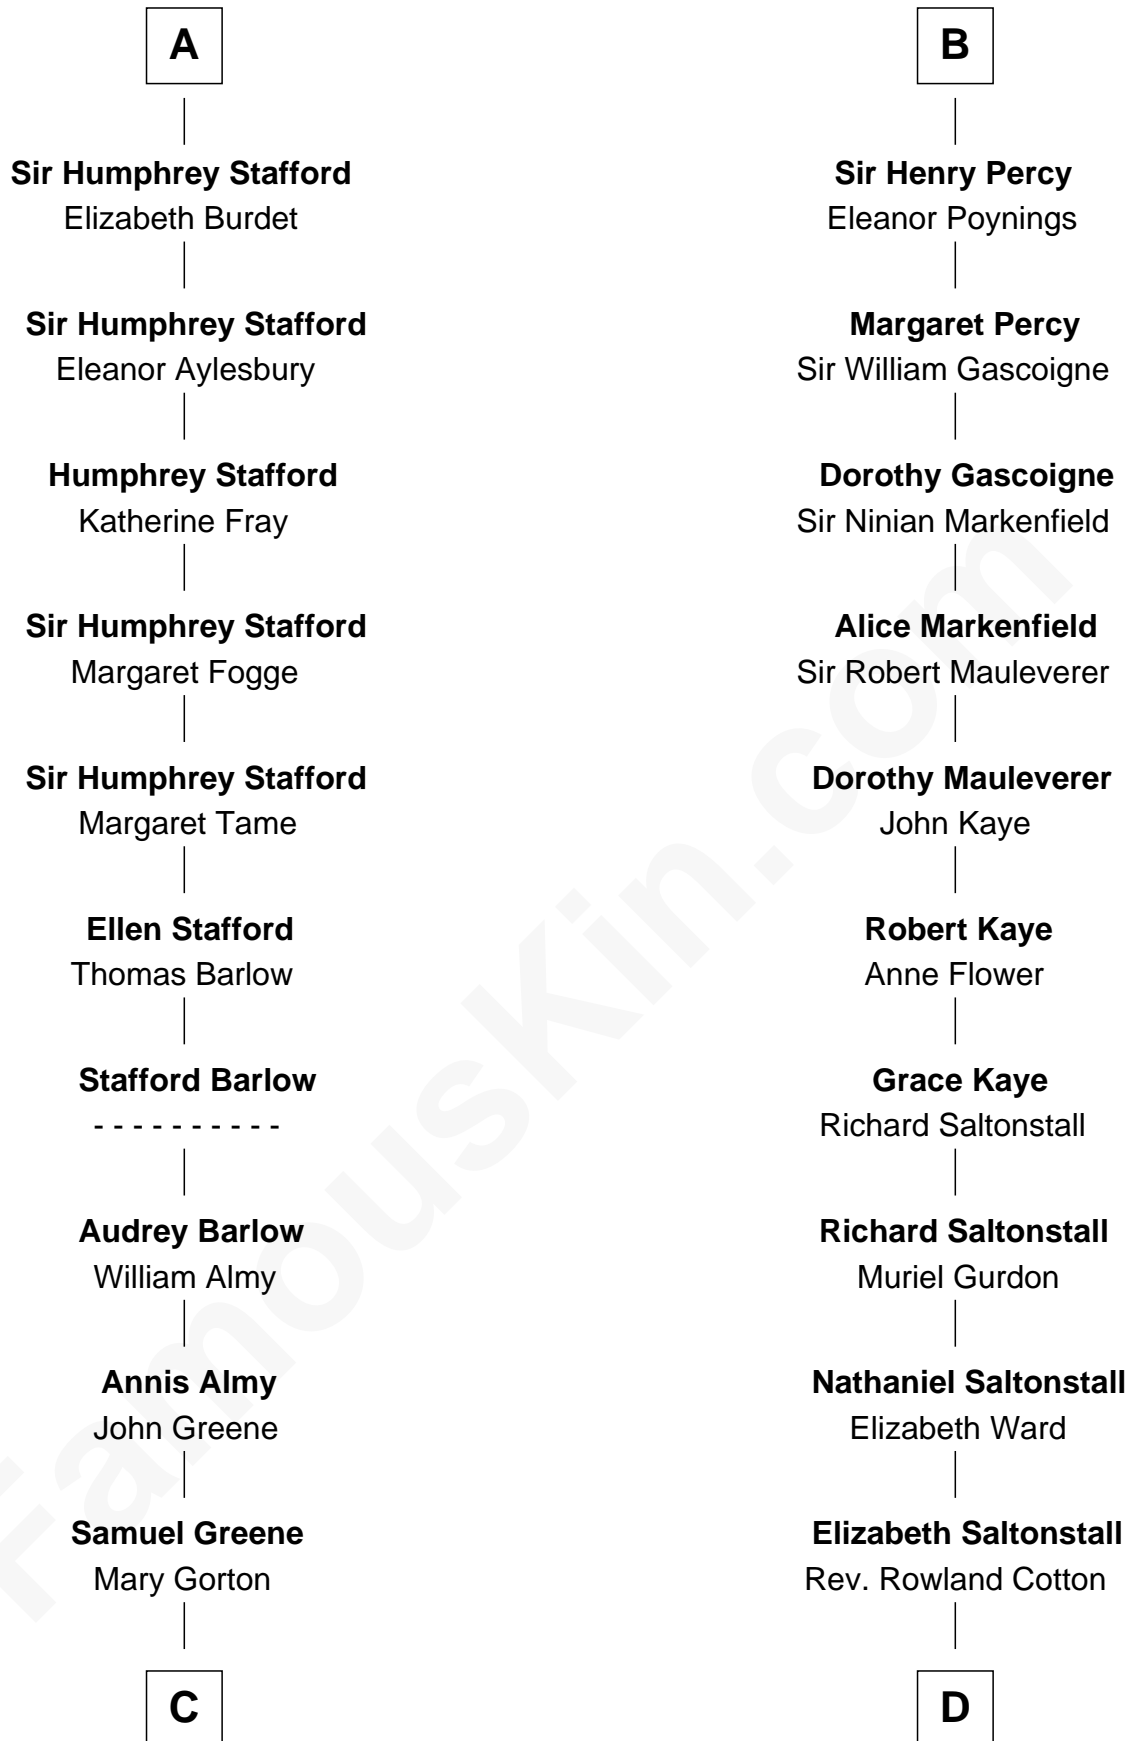 A
Sir Humphrey Stafford
Elizabeth Burdet
Sir Humphrey Stafford
Eleanor Aylesbury
Humphrey Stafford
Katherine Fray
Sir Humphrey Stafford
Margaret Fogge
Sir Humphrey Stafford
Margaret Tame
Ellen Stafford
Thomas Barlow
Stafford Barlow
- - - - - - - - - -
Audrey Barlow
William Almy
Annis Almy
John Greene
Samuel Greene
Mary Gorton
C
B
Sir Henry Percy
Eleanor Poynings
Margaret Percy
Sir William Gascoigne
Dorothy Gascoigne
Sir Ninian Markenfield
Alice Markenfield
Sir Robert Mauleverer
Dorothy Mauleverer
John Kaye
Robert Kaye
Anne Flower
Grace Kaye
Richard Saltonstall
Richard Saltonstall
Muriel Gurdon
Nathaniel Saltonstall
Elizabeth Ward
Elizabeth Saltonstall
Rev. Rowland Cotton
D
FamousKin.com